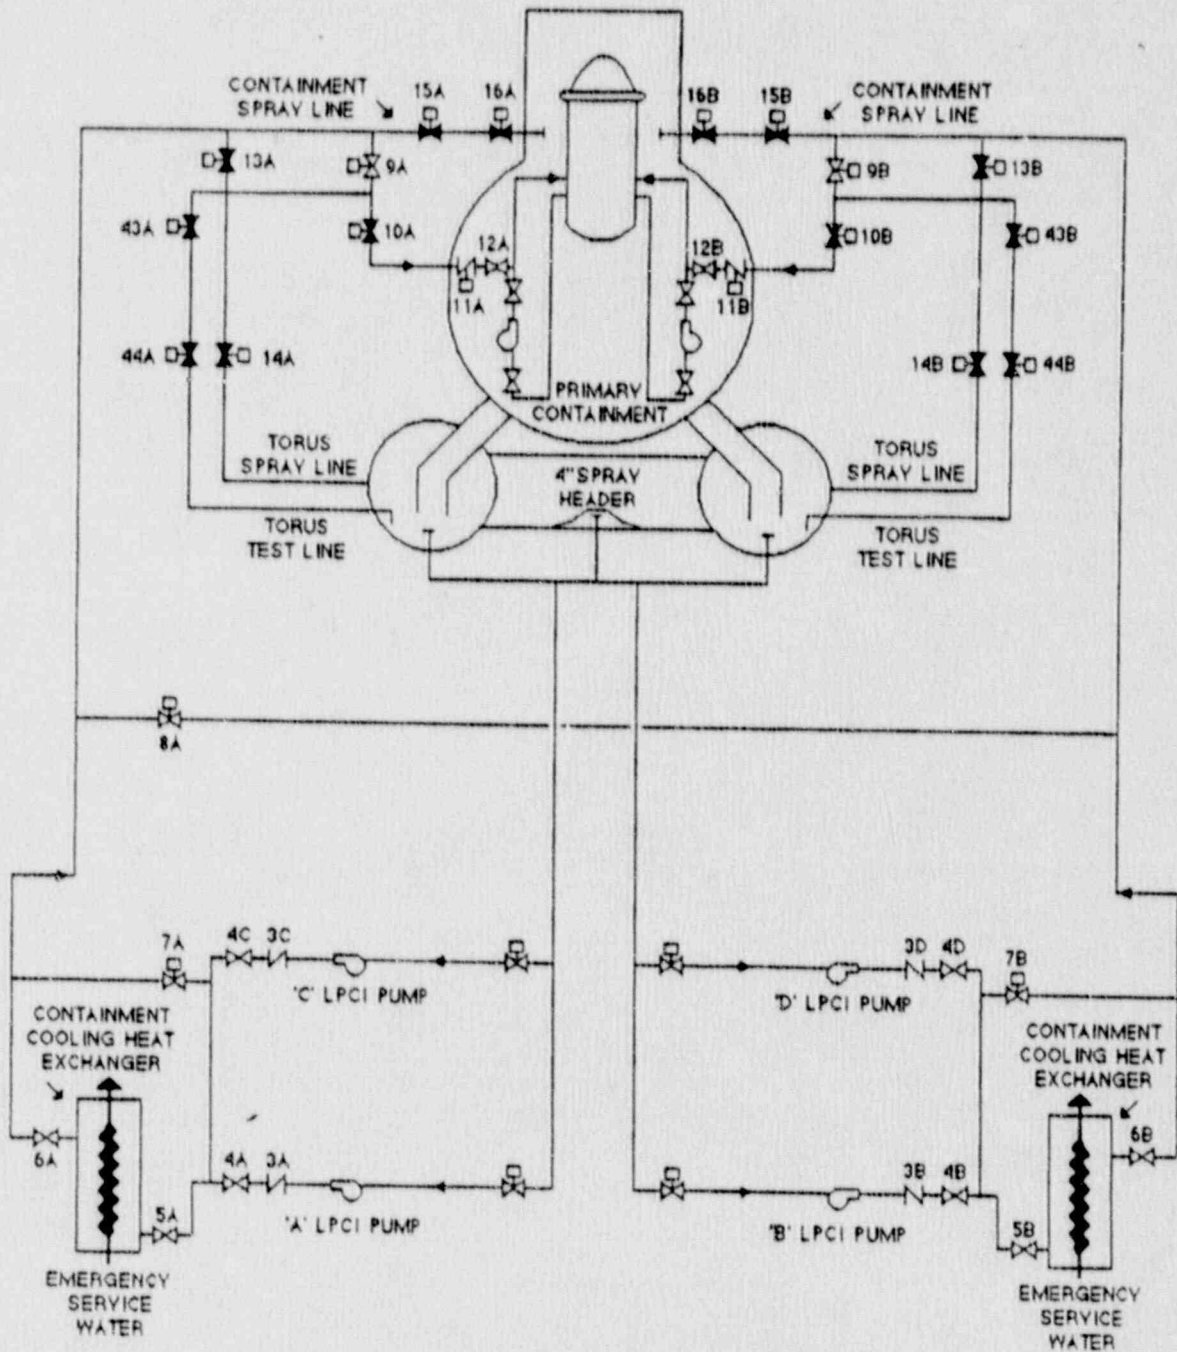 CONTAINMENT
SPRAY LINE
15A
16A
16B
15B
CONTAINMENT
SPRAY LINE
13A
9A
9B
13B
43A
10A
12A
12B
10B
43B
11A
11B
44A
14A
14B
44B
PRIMARY
CONTAINMENT
TORUS
SPRAY LINE
4" SPRAY
HEADER
TORUS
SPRAY LINE
TORUS
TEST LINE
TORUS
TEST LINE
8A
7A
4C
3C
3D
4D
7B
'C' LPCI PUMP
'D' LPCI PUMP
CONTAINMENT
COOLING HEAT
EXCHANGER
CONTAINMENT
COOLING HEAT
EXCHANGER
6A
4A
3A
3B
4B
6B
5A
'A' LPCI PUMP
'B' LPCI PUMP
5B
EMERGENCY
SERVICE
WATER
EMERGENCY
SERVICE
WATER